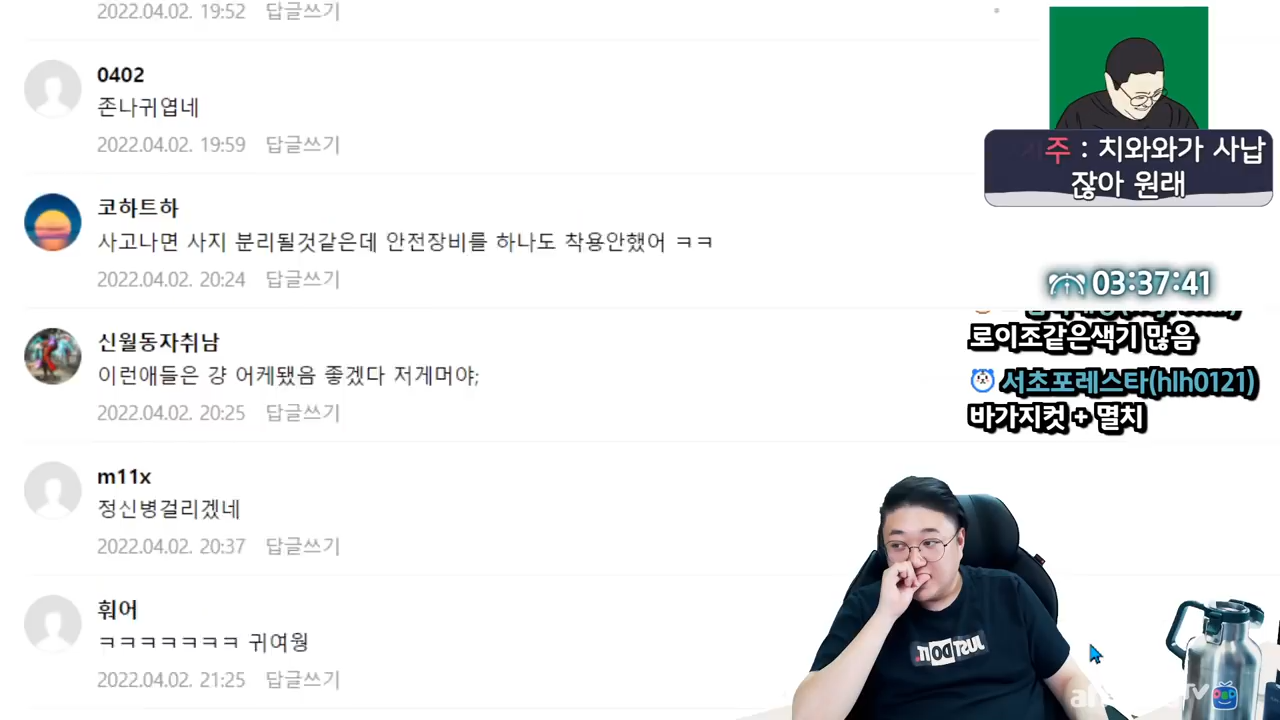 2022.04.02. 19:52 답글쓰기
0402
존나귀엽네
2022.04.02. 19:59 답글쓰기
코하트하
사고나면 사지 분리될것같은데 안전장비를 하나도 착용안했어 ㅋㅋ
2022.04.02. 20:24 답글쓰기
신월동자취남
이런애들은 걍 어케됐음 좋겠다 저게머야;
2022.04.02. 20:25 답글쓰기
m11x
정신병걸리겠네
2022.04.02. 20:37 답글쓰기
훠어
ㅋㅋㅋㅋㅋㅋㅋ 귀여웡
2022.04.02. 21:25 답글쓰기
주 : 치와와가 사납
잖아 원래
03:37:41
로이조같은색기 많음
서초포레스타(hlh0121)
바가지컷 + 멸치
JUST DO IT.